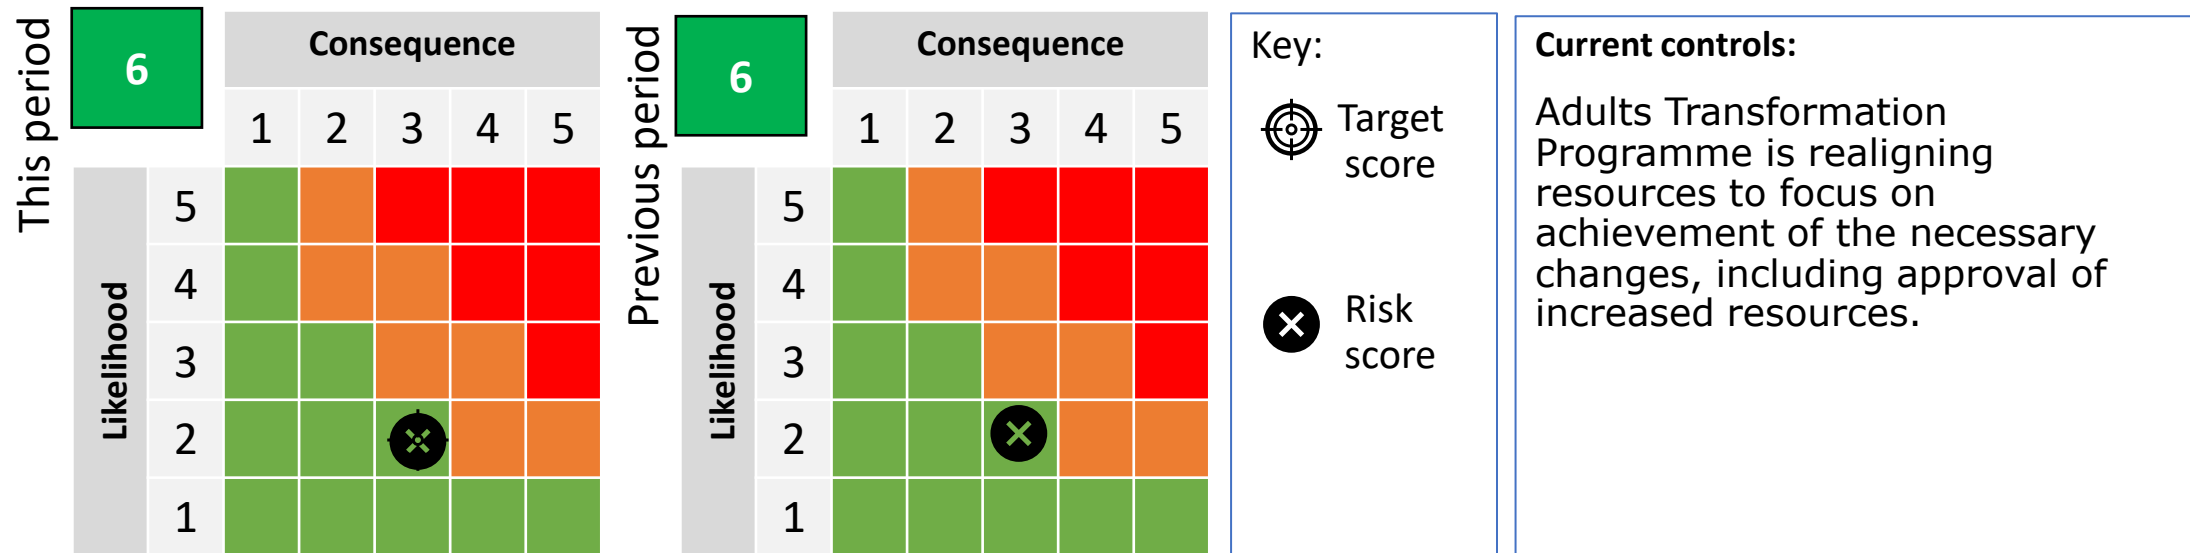 This period
6
Consequence
1 2 3 4 5
Likelihood
5
4
3
2
1
Previous period
6
Consequence
1 2 3 4 5
Likelihood
5
4
3
2
1
Key:
Target
score
Risk
score
Current controls:
Adults Transformation
Programme is realigning
resources to focus on
achievement of the necessary
changes, including approval of
increased resources.